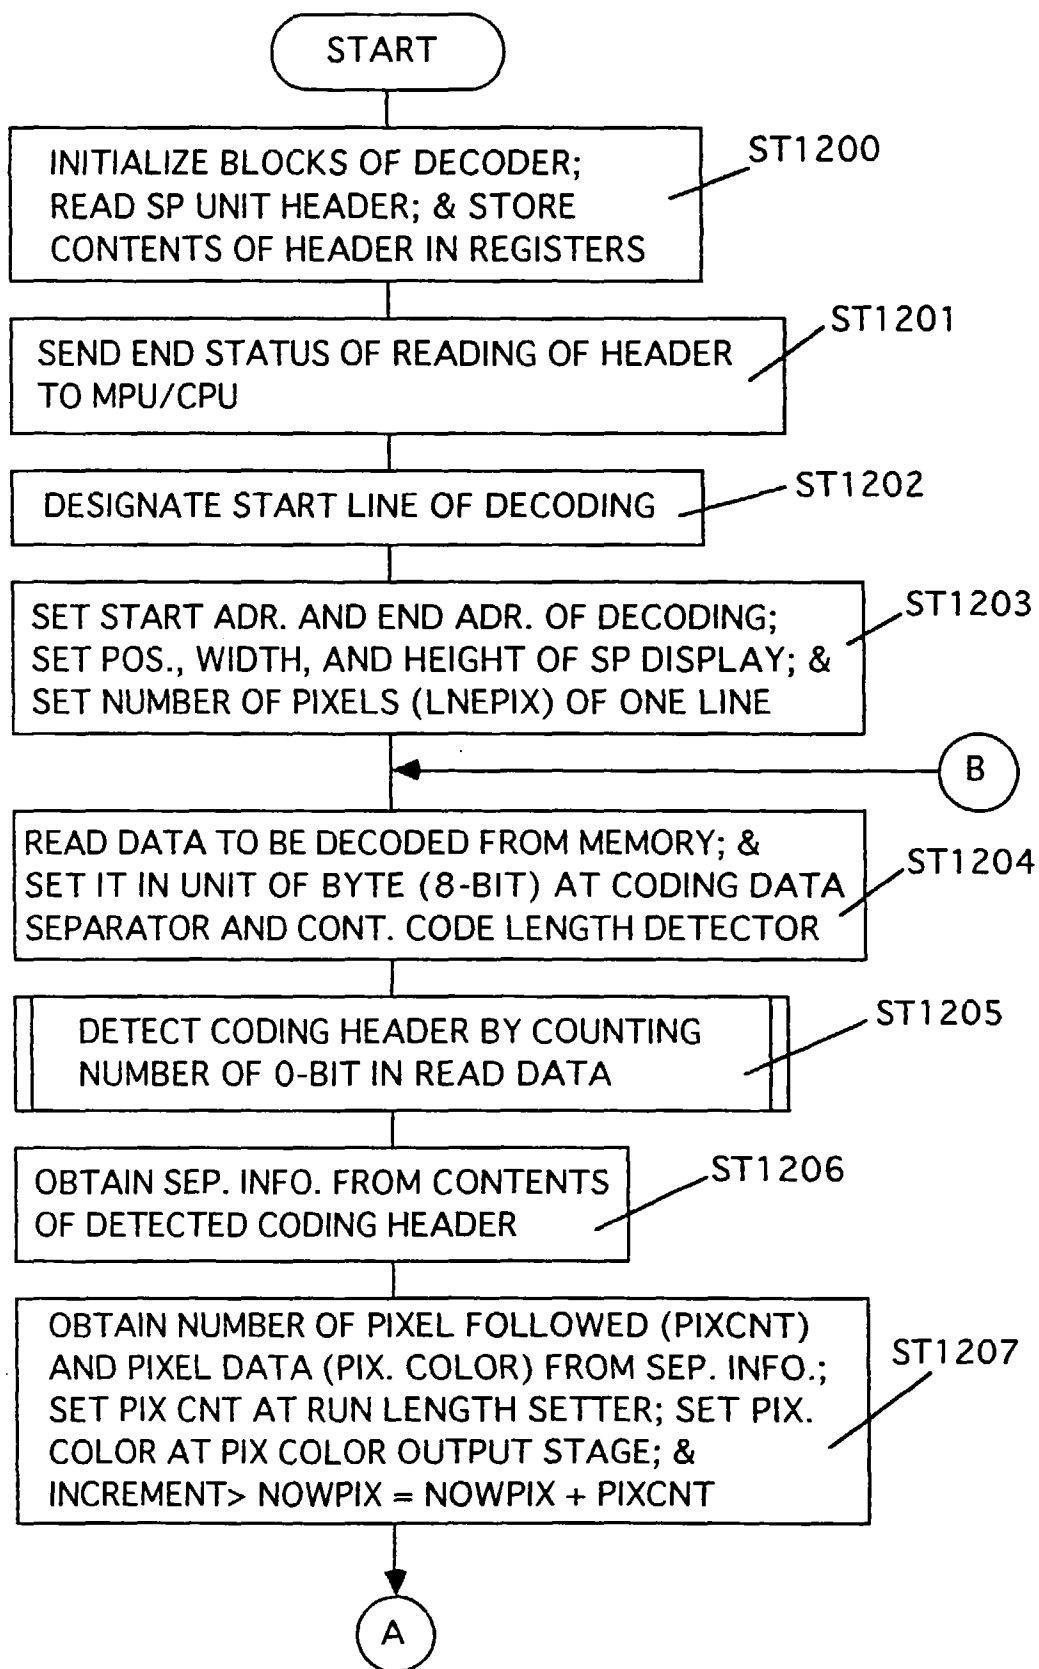 START
INITIALIZE BLOCKS OF DECODER;
READ SP UNIT HEADER; & STORE
CONTENTS OF HEADER IN REGISTERS
ST1200
SEND END STATUS OF READING OF HEADER
TO MPU/CPU
ST1201
DESIGNATE START LINE OF DECODING
ST1202
SET START ADR. AND END ADR. OF DECODING;
SET POS., WIDTH, AND HEIGHT OF SP DISPLAY; &
SET NUMBER OF PIXELS (LNEPIX) OF ONE LINE
ST1203
B
READ DATA TO BE DECODED FROM MEMORY; &
SET IT IN UNIT OF BYTE (8-BIT) AT CODING DATA
SEPARATOR AND CONT. CODE LENGTH DETECTOR
ST1204
DETECT CODING HEADER BY COUNTING
NUMBER OF 0-BIT IN READ DATA
ST1205
OBTAIN SEP. INFO. FROM CONTENTS
OF DETECTED CODING HEADER
ST1206
OBTAIN NUMBER OF PIXEL FOLLOWED (PIXCNT)
AND PIXEL DATA (PIX. COLOR) FROM SEP. INFO.;
SET PIX CNT AT RUN LENGTH SETTER; SET PIX.
COLOR AT PIX COLOR OUTPUT STAGE; &
INCREMENT> NOWPIX = NOWPIX + PIXCNT
ST1207
A